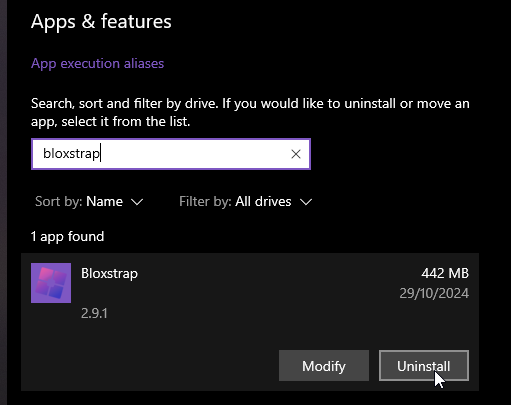 Apps & features
App execution aliases
Search, sort and filter by drive. If you would like to uninstall or move an
app, select it from the list.
bloxstrap
Sort by: Name Filter by: All drives
1 app found
Bloxstrap 442 MB
29/10/2024
2.9.1
Modify Uninstall